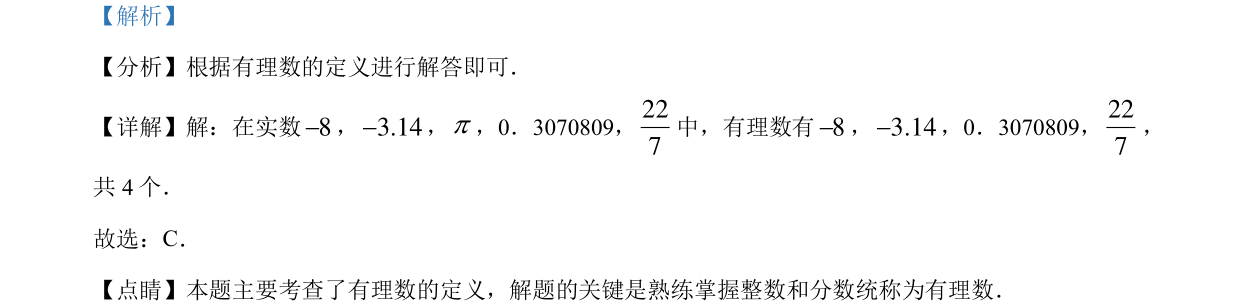 【解析】
【分析】根据有理数的定义进行解答即可.
【详解】解：在实数−8，−3.14，π，0．3070809，22/7 中，有理数有−8，−3.14，0．3070809，22/7，
共 4 个.
故选：C.
【点睛】本题主要考查了有理数的定义，解题的关键是熟练掌握整数和分数统称为有理数.